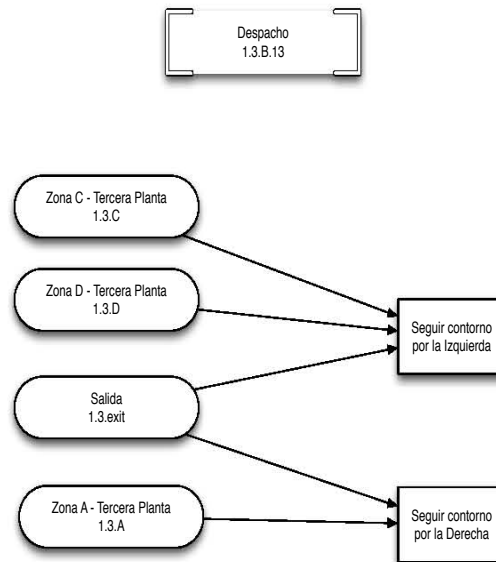 Despacho
1.3.B.13
Zona C - Tercera Planta
1.3.C
Zona D - Tercera Planta
1.3.D
Seguir contorno
por la Izquierda
Salida
1.3.exit
Zona A - Tercera Planta
1.3.A
Seguir contorno
por la Derecha